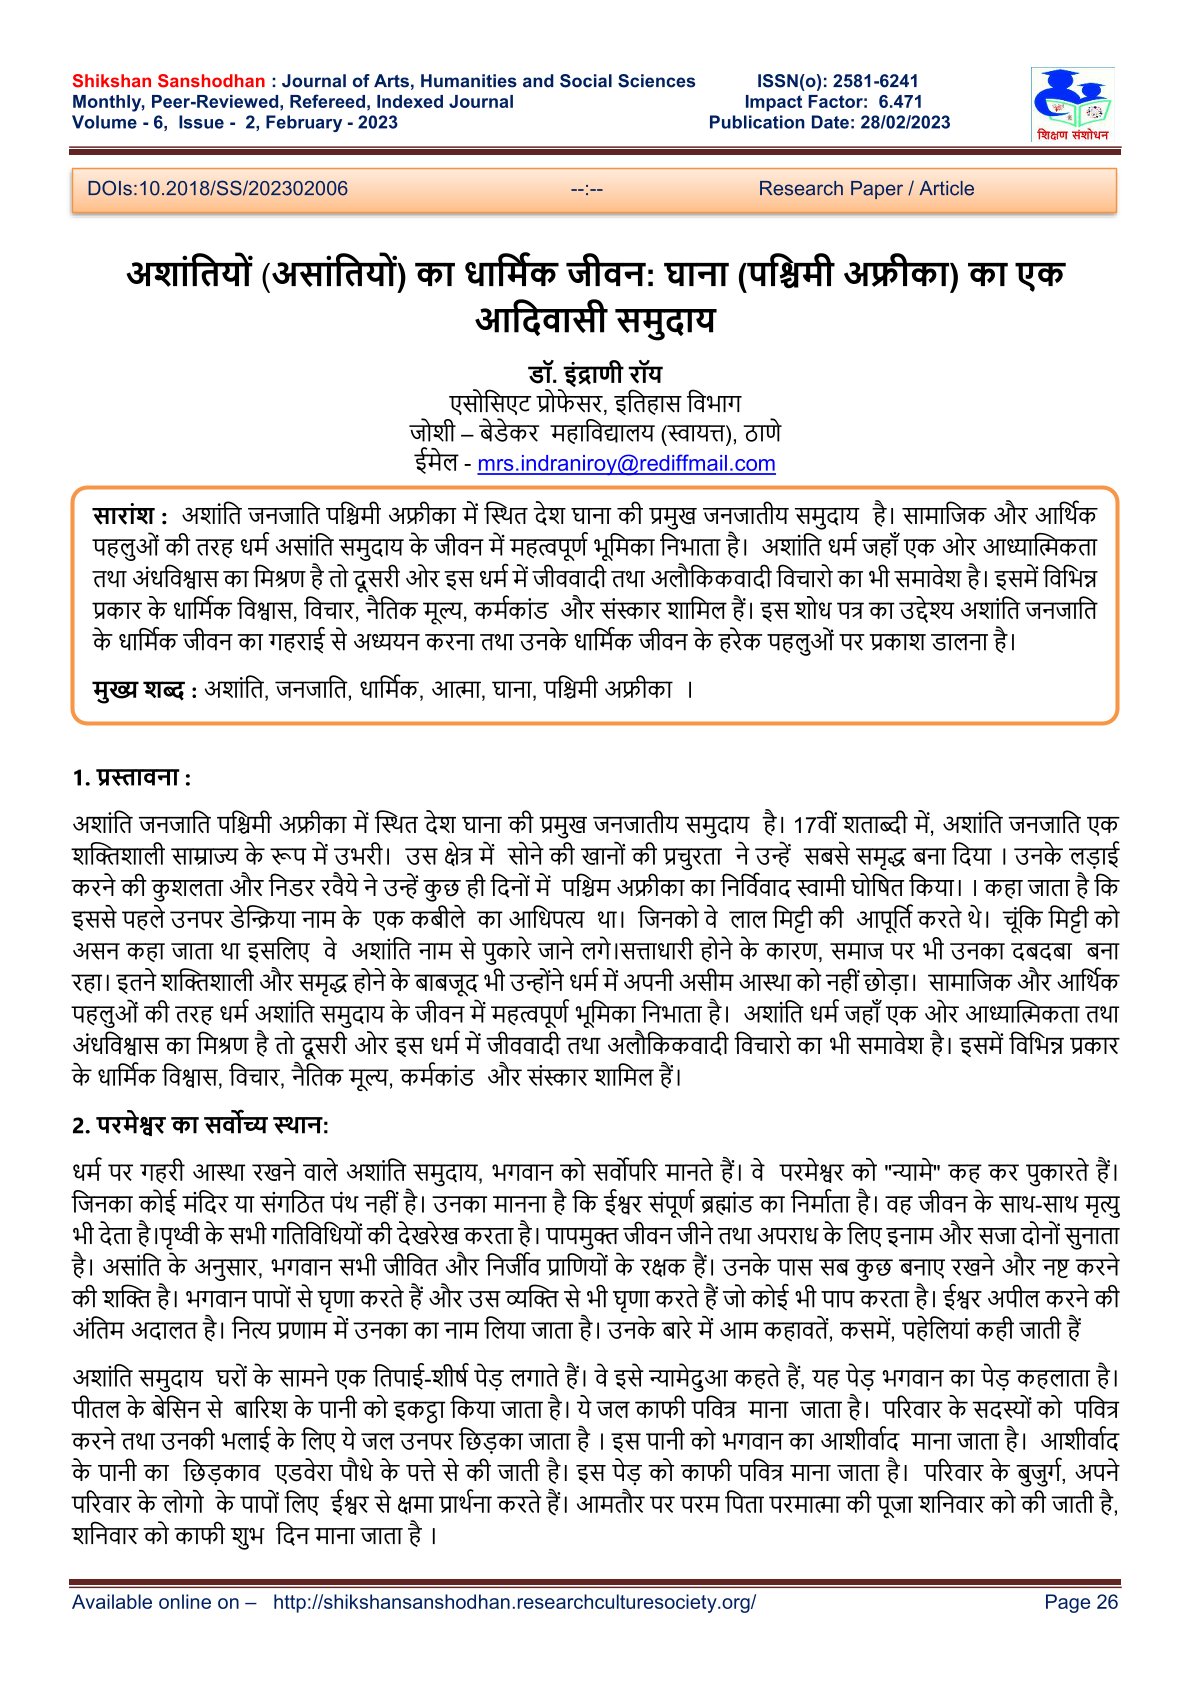 Shikshan Sanshodhan : Journal of Arts, Humanities and Social Sciences ISSN(o): 2581-6241
Monthly, Peer-Reviewed, Refereed, Indexed Journal Impact Factor: 6.471
Volume - 6, Issue - 2, February - 2023 Publication Date: 28/02/2023
शिक्षण संशोधन
DOIs:10.2018/SS/202302006 --:-- Research Paper / Article
अशांतियों (असांतियों) का धार्मिक जीवन: घाना (पश्चिमी अफ्रीका) का एक
आदिवासी समुदाय
डॉ. इंद्राणी रॉय
एसोसिएट प्रोफेसर, इतिहास विभाग
जोशी – बेडेकर महाविद्यालय (स्वायत्त), ठाणे
ईमेल - mrs.indraniroy@rediffmail.com
सारांश : अशांति जनजाति पश्चिमी अफ्रीका में स्थित देश घाना की प्रमुख जनजातीय समुदाय है। सामाजिक और आर्थिक
पहलुओं की तरह धर्म असांति समुदाय के जीवन में महत्वपूर्ण भूमिका निभाता है। अशांति धर्म जहाँ एक ओर आध्यात्मिकता
तथा अंधविश्वास का मिश्रण है तो दूसरी ओर इस धर्म में जीववादी तथा अलौकिकवादी विचारो का भी समावेश है। इसमें विभिन्न
प्रकार के धार्मिक विश्वास, विचार, नैतिक मूल्य, कर्मकांड और संस्कार शामिल हैं। इस शोध पत्र का उद्देश्य अशांति जनजाति
के धार्मिक जीवन का गहराई से अध्ययन करना तथा उनके धार्मिक जीवन के हरेक पहलुओं पर प्रकाश डालना है।
मुख्य शब्द : अशांति, जनजाति, धार्मिक, आत्मा, घाना, पश्चिमी अफ्रीका ।
1. प्रस्तावना :
अशांति जनजाति पश्चिमी अफ्रीका में स्थित देश घाना की प्रमुख जनजातीय समुदाय है। 17वीं शताब्दी में, अशांति जनजाति एक
शक्तिशाली साम्राज्य के रूप में उभरी। उस क्षेत्र में सोने की खानों की प्रचुरता ने उन्हें सबसे समृद्ध बना दिया । उनके लड़ाई
करने की कुशलता और निडर रवैये ने उन्हें कुछ ही दिनों में पश्चिम अफ्रीका का निर्विवाद स्वामी घोषित किया। । कहा जाता है कि
इससे पहले उनपर डेन्क्रिया नाम के एक कबीले का आधिपत्य था। जिनको वे लाल मिट्टी की आपूर्ति करते थे। चूंकि मिट्टी को
असन कहा जाता था इसलिए वे अशांति नाम से पुकारे जाने लगे।सत्ताधारी होने के कारण, समाज पर भी उनका दबदबा बना
रहा। इतने शक्तिशाली और समृद्ध होने के बाबजूद भी उन्होंने धर्म में अपनी असीम आस्था को नहीं छोड़ा। सामाजिक और आर्थिक
पहलुओं की तरह धर्म अशांति समुदाय के जीवन में महत्वपूर्ण भूमिका निभाता है। अशांति धर्म जहाँ एक ओर आध्यात्मिकता तथा
अंधविश्वास का मिश्रण है तो दूसरी ओर इस धर्म में जीववादी तथा अलौकिकवादी विचारो का भी समावेश है। इसमें विभिन्न प्रकार
के धार्मिक विश्वास, विचार, नैतिक मूल्य, कर्मकांड और संस्कार शामिल हैं।
2. परमेश्वर का सर्वोच्य स्थान:
धर्म पर गहरी आस्था रखने वाले अशांति समुदाय, भगवान को सर्वोपरि मानते हैं। वे परमेश्वर को "न्यामे" कह कर पुकारते हैं।
जिनका कोई मंदिर या संगठित पंथ नहीं है। उनका मानना है कि ईश्वर संपूर्ण ब्रह्मांड का निर्माता है। वह जीवन के साथ-साथ मृत्यु
भी देता है।पृथ्वी के सभी गतिविधियों की देखरेख करता है। पापमुक्त जीवन जीने तथा अपराध के लिए इनाम और सजा दोनों सुनाता
है। असांति के अनुसार, भगवान सभी जीवित और निर्जीव प्राणियों के रक्षक हैं। उनके पास सब कुछ बनाए रखने और नष्ट करने
की शक्ति है। भगवान पापों से घृणा करते हैं और उस व्यक्ति से भी घृणा करते हैं जो कोई भी पाप करता है। ईश्वर अपील करने की
अंतिम अदालत है। नित्य प्रणाम में उनका का नाम लिया जाता है। उनके बारे में आम कहावतें, कसमें, पहेलियां कही जाती हैं
अशांति समुदाय घरों के सामने एक तिपाई-शीर्ष पेड़ लगाते हैं। वे इसे न्यामेदुआ कहते हैं, यह पेड़ भगवान का पेड़ कहलाता है।
पीतल के बेसिन से बारिश के पानी को इकट्ठा किया जाता है। ये जल काफी पवित्र माना जाता है। परिवार के सदस्यों को पवित्र
करने तथा उनकी भलाई के लिए ये जल उनपर छिड़का जाता है । इस पानी को भगवान का आशीर्वाद माना जाता है। आशीर्वाद
के पानी का छिड़काव एडवेरा पौधे के पत्ते से की जाती है। इस पेड़ को काफी पवित्र माना जाता है। परिवार के बुजुर्ग, अपने
परिवार के लोगो के पापों लिए ईश्वर से क्षमा प्रार्थना करते हैं। आमतौर पर परम पिता परमात्मा की पूजा शनिवार को की जाती है,
शनिवार को काफी शुभ दिन माना जाता है ।
Available online on – http://shikshansanshodhan.researchculturesociety.org/ Page 26